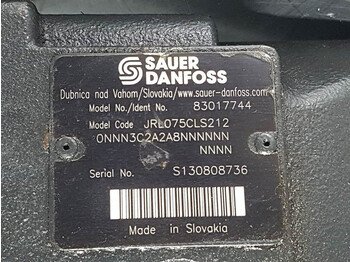 SAUER
DANFOSS
Dubnica nad Vahom/Slovakia/www.sauer-danfoss.com
Model No./Ident No. 83017744
Model Code JRL075CLS212
0NNN3C2A2A8NNNNNN
NNNN
Serial No. S130808736
Made in Slovakia